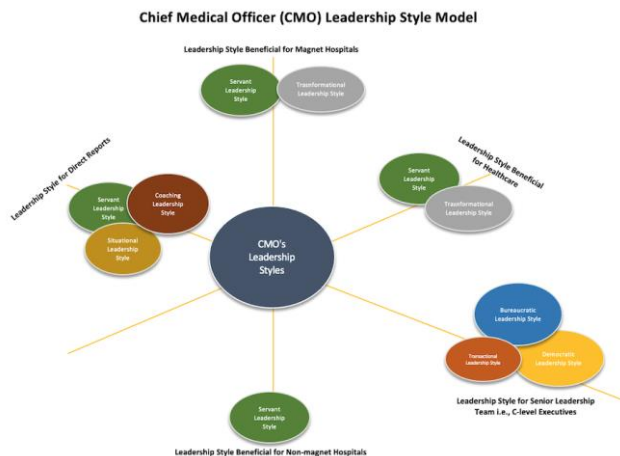 Chief Medical Officer (CMO) Leadership Style Model
Leadership Style Beneficial for Magnet Hospitals
Servant
Leadership
Style
Transformational
Leadership Style
Leadership Style for Direct Reports
Servant
Leadership
Style
Coaching
Leadership
Style
Situational
Leadership
Style
Leadership Style Beneficial
for Healthcare
Servant
Leadership
Style
Transformational
Leadership Style
CMO's
Leadership
Styles
Bureaucratic
Leadership Style
Transactional
Leadership Style
Democratic
Leadership Style
Leadership Style for Senior Leadership
Team i.e., C-level Executives
Servant
Leadership
Style
Leadership Style Beneficial for Non-magnet Hospitals